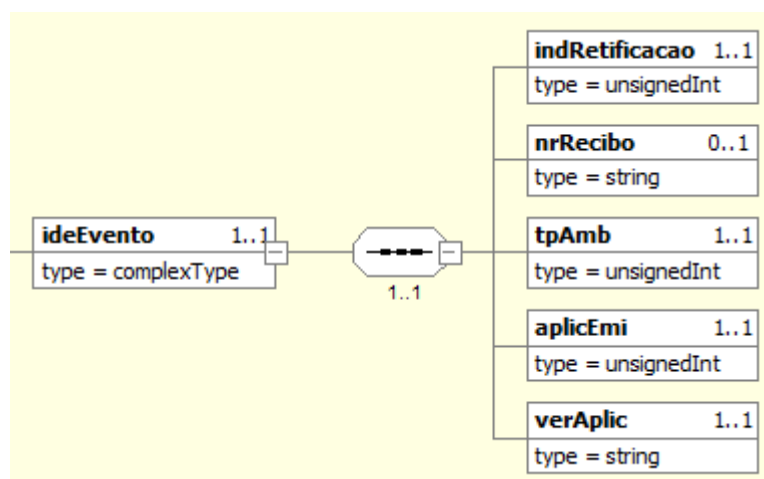 ideEvento 1..1
type = complexType
1..1
indRetificacao 1..1
type = unsignedInt
nrRecibo 0..1
type = string
tpAmb 1..1
type = unsignedInt
aplicEmi 1..1
type = unsignedInt
verAplic 1..1
type = string